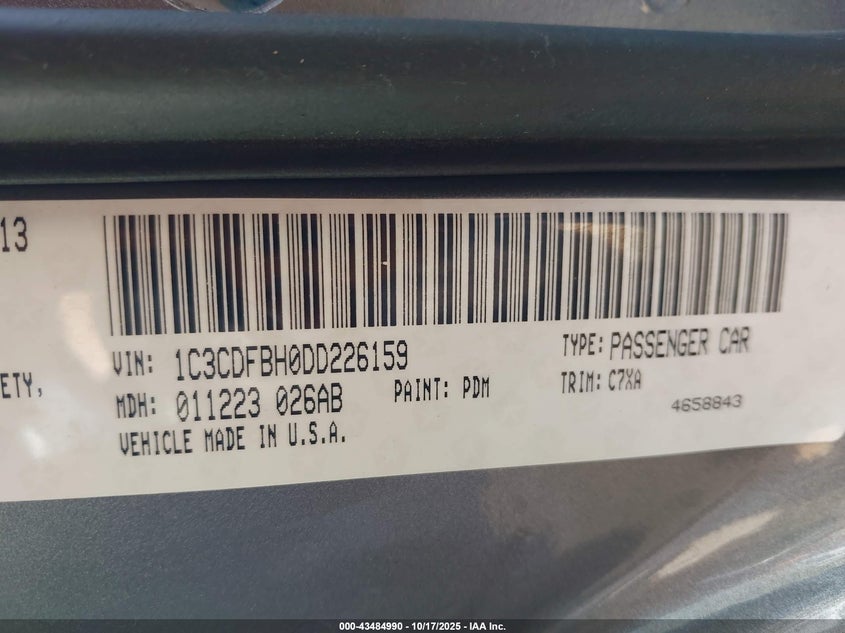 13
VIN: 1C3CDFBH0DD226159
TYPE: PASSENGER CAR
ETY,
MDH: 011223 026AB
PAINT: PDM
TRIM: C7XA
4658843
VEHICLE MADE IN U.S.A.
000-43484990 - 10/17/2025 - IAA Inc.